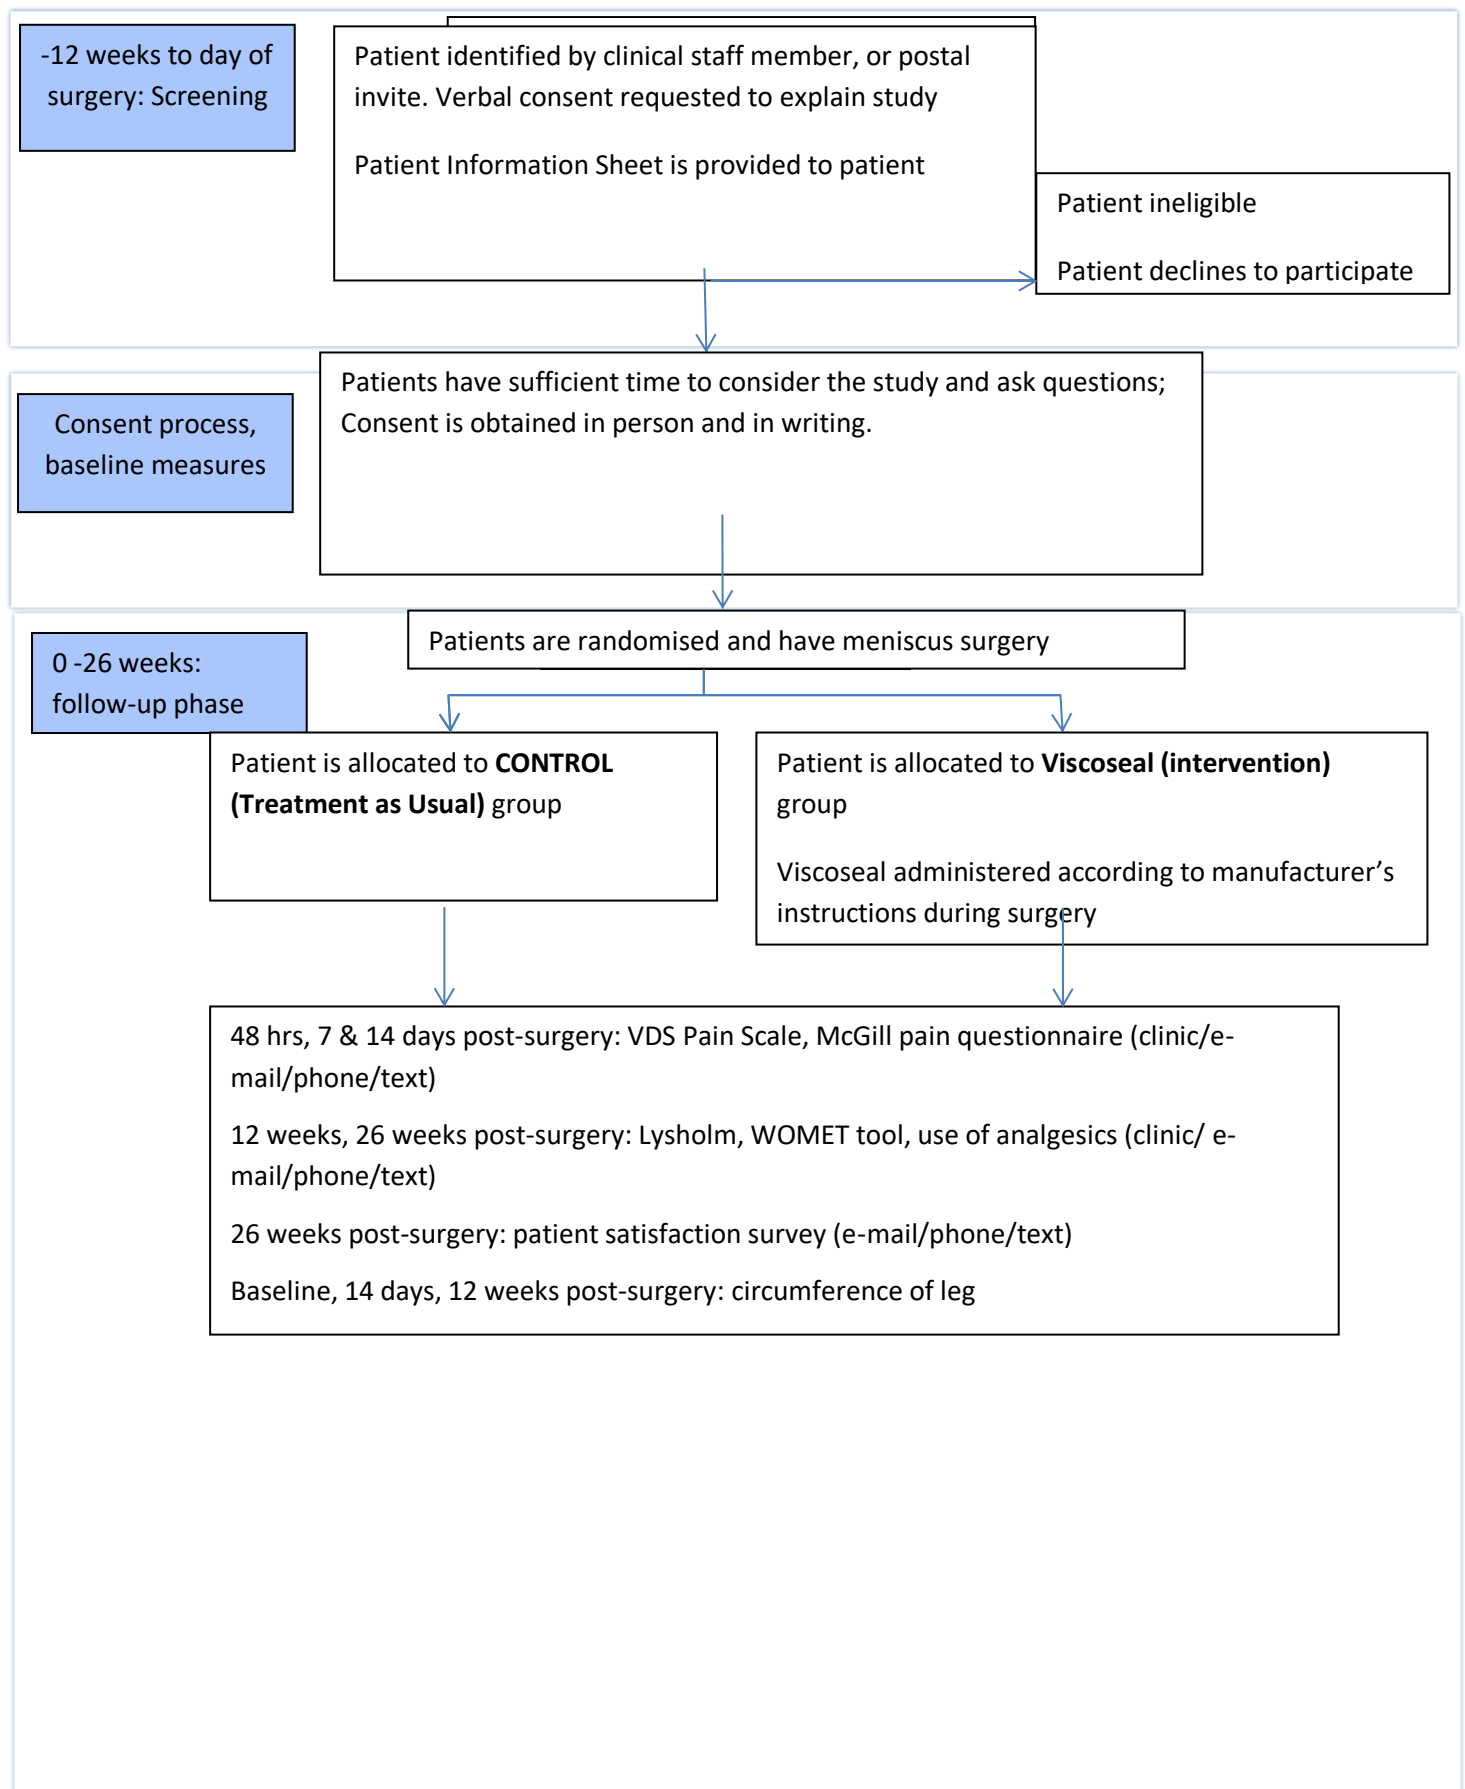 -12 weeks to day of
surgery: Screening
Patient identified by clinical staff member, or postal
invite. Verbal consent requested to explain study
Patient Information Sheet is provided to patient
Patient ineligible
Patient declines to participate
Consent process,
baseline measures
Patients have sufficient time to consider the study and ask questions;
Consent is obtained in person and in writing.
0 -26 weeks:
follow-up phase
Patients are randomised and have meniscus surgery
Patient is allocated to CONTROL
(Treatment as Usual) group
Patient is allocated to Viscoseal (intervention)
group
Viscoseal administered according to manufacturer’s
instructions during surgery
48 hrs, 7 & 14 days post-surgery: VDS Pain Scale, McGill pain questionnaire (clinic/e-
mail/phone/text)
12 weeks, 26 weeks post-surgery: Lysholm, WOMET tool, use of analgesics (clinic/ e-
mail/phone/text)
26 weeks post-surgery: patient satisfaction survey (e-mail/phone/text)
Baseline, 14 days, 12 weeks post-surgery: circumference of leg